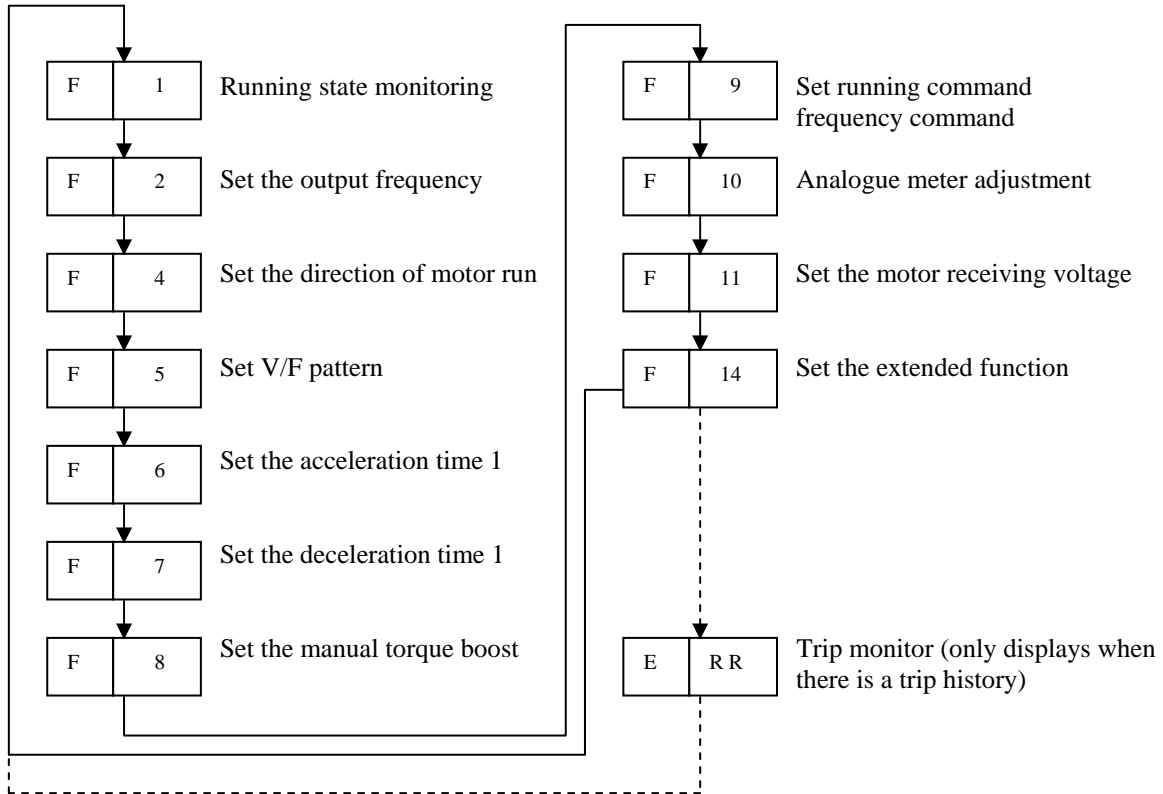 F 1 Running state monitoring
F 2 Set the output frequency
F 4 Set the direction of motor run
F 5 Set V/F pattern
F 6 Set the acceleration time 1
F 7 Set the deceleration time 1
F 8 Set the manual torque boost
F 9 Set running command
frequency command
F 10 Analogue meter adjustment
F 11 Set the motor receiving voltage
F 14 Set the extended function
E R R Trip monitor (only displays when
there is a trip history)